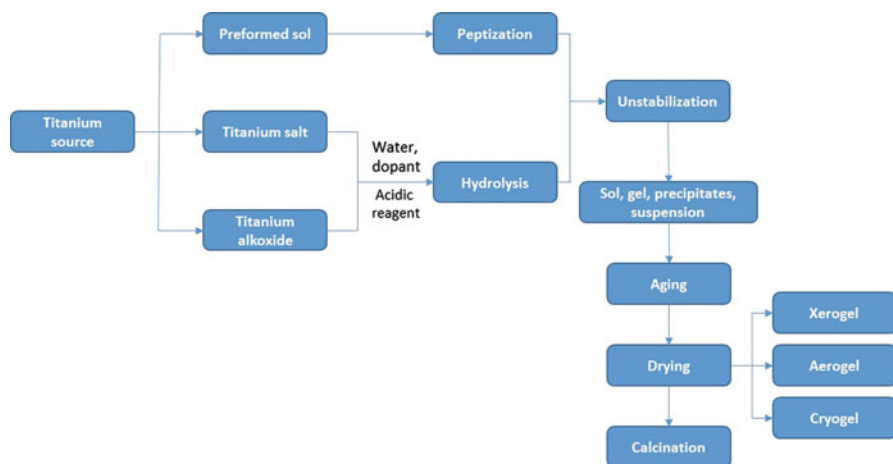 Preformed sol
Peptization
Unstabilization
Titanium
source
Titanium salt
Water,
dopant
Hydrolysis
Acidic
reagent
Titanium
alkoxide
Sol, gel, precipitates,
suspension
Aging
Drying
Xerogel
Aerogel
Cryogel
Calcination